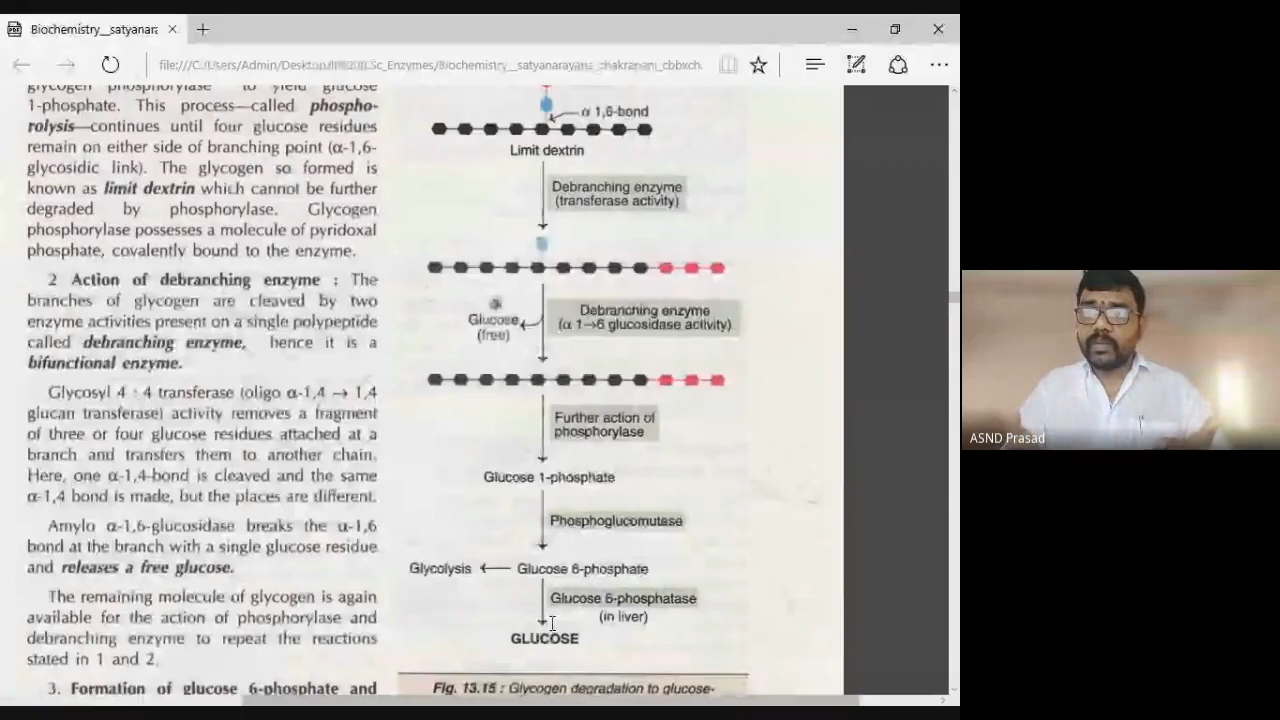 Biochemistry__satyanara
file:///C:/Users/Admin/Desktop/II%20II.Sc_Enzymes/Biochemistry__satyanarayana_chakrapani_cbbxch.
glycogen phosphorylase to yield glucose
1-phosphate. This process—called phospho-
rolysis—continues until four glucose residues
remain on either side of branching point (α-1,6-
glycosidic link). The glycogen so formed is
known as limit dextrin which cannot be further
degraded by phosphorylase. Glycogen
phosphorylase possesses a molecule of pyridoxal
phosphate, covalently bound to the enzyme.
2 Action of debranching enzyme : The
branches of glycogen are cleaved by two
enzyme activities present on a single polypeptide
called debranching enzyme, hence it is a
bifunctional enzyme.
Glycosyl 4 : 4 transferase (oligo α-1,4 → 1,4
glucan transferase) activity removes a fragment
of three or four glucose residues attached at a
branch and transfers them to another chain.
Here, one α-1,4-bond is cleaved and the same
α-1,4 bond is made, but the places are different.
Amylo α-1,6-glucosidase breaks the α-1,6
bond at the branch with a single glucose residue
and releases a free glucose.
The remaining molecule of glycogen is again
available for the action of phosphorylase and
debranching enzyme to repeat the reactions
stated in 1 and 2.
3. Formation of glucose 6-phosphate and
α 1,6-bond
Limit dextrin
Debranching enzyme
(transferase activity)
Glucose
(free)
Debranching enzyme
(α 1→6 glucosidase activity)
Further action of
phosphorylase
Glucose 1-phosphate
Phosphoglucomutase
Glycolysis ← Glucose 6-phosphate
Glucose 6-phosphatase
(in liver)
GLUCOSE
Fig. 13.15 : Glycogen degradation to glucose-
ASND Prasad